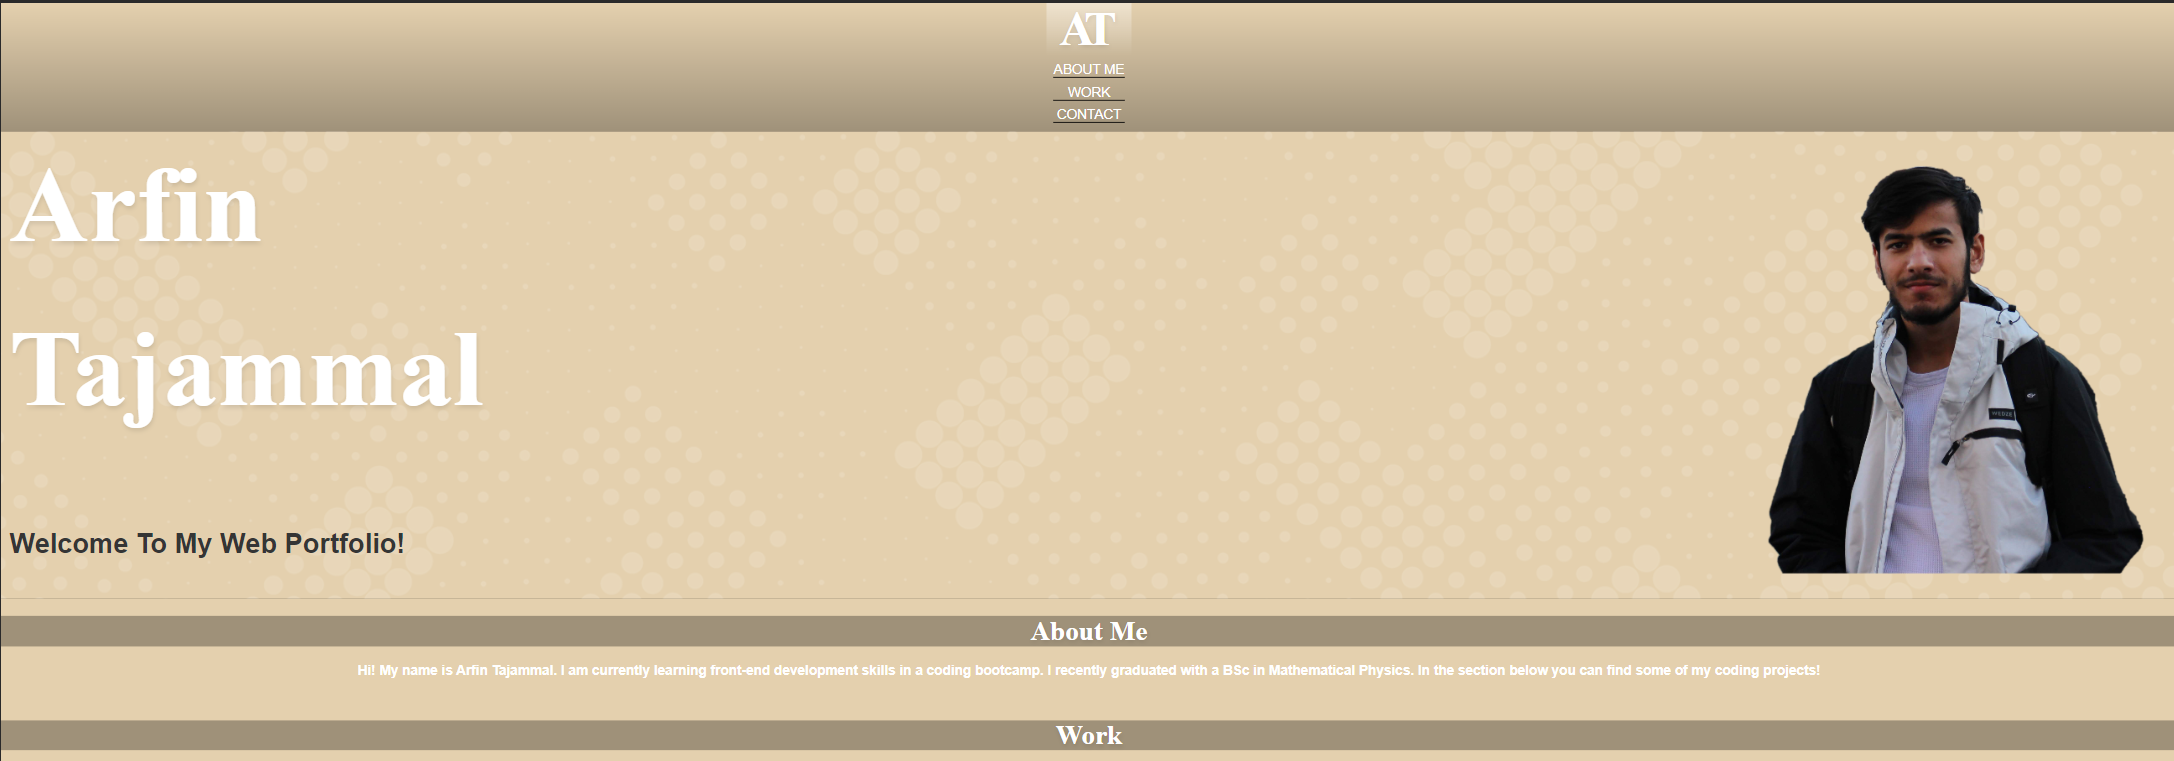 AT
ABOUT ME
WORK
CONTACT
Arfin
Tajammal
Welcome To My Web Portfolio!
About Me
Hi! My name is Arfin Tajammal. I am currently learning front-end development skills in a coding bootcamp. I recently graduated with a BSc in Mathematical Physics. In the section below you can find some of my coding projects!
Work